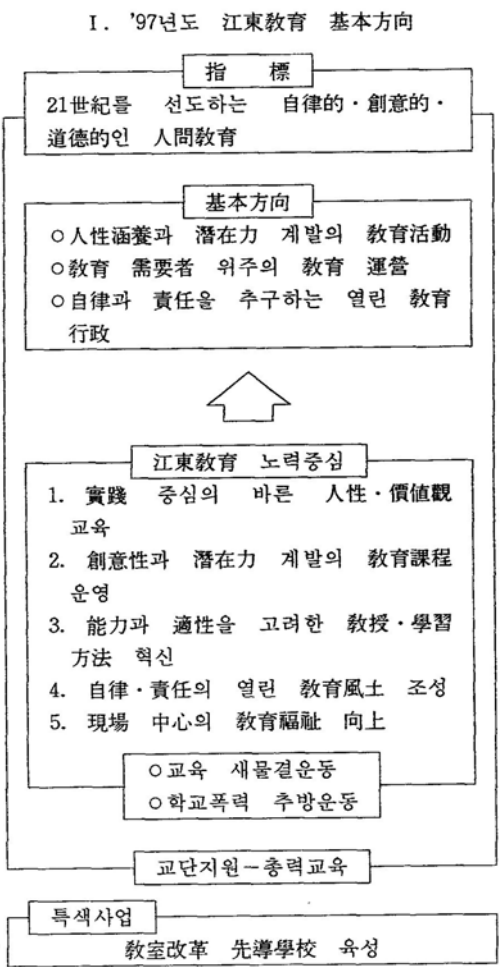 I. '97년도 江東敎育 基本方向
指 標
21世紀를 선도하는 自律的·創意的·
道德的인 人間敎育
基本方向
○人性涵養과 潛在力 계발의 敎育活動
○敎育 需要者 위주의 敎育 運營
○自律과 責任을 추구하는 열린 敎育
行政
江東敎育 노력중심
1. 實踐 중심의 바른 人性·價値觀
교육
2. 創意性과 潛在力 계발의 敎育課程
운영
3. 能力과 適性을 고려한 敎授·學習
方法 혁신
4. 自律·責任의 열린 敎育風土 조성
5. 現場 中心의 敎育福祉 向上
○교육 새물결운동
○학교폭력 추방운동
교단지원-총력교육
특색사업
敎室改革 先導學校 육성